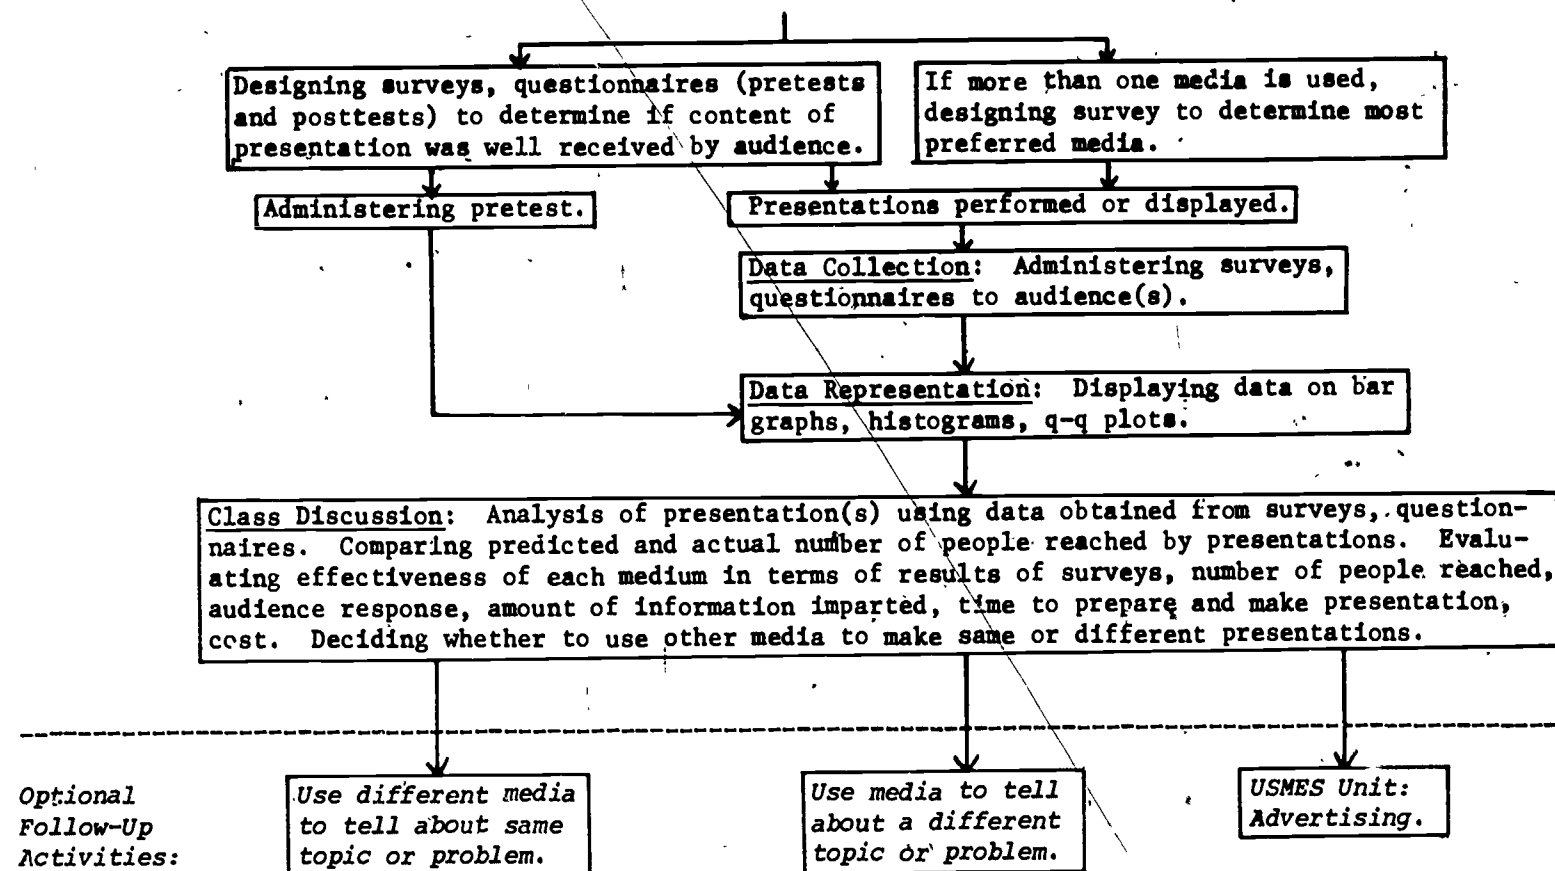 Designing surveys, questionnaires (pretests
and posttests) to determine if content of
presentation was well received by audience.
If more than one media is used,
designing survey to determine most
preferred media.
Administering pretest.
Presentations performed or displayed.
Data Collection: Administering surveys,
questionnaires to audience(s).
Data Representation: Displaying data on bar
graphs, histograms, q-q plots.
Class Discussion: Analysis of presentation(s) using data obtained from surveys, question-
naires. Comparing predicted and actual number of people reached by presentations. Evalu-
ating effectiveness of each medium in terms of results of surveys, number of people reached,
audience response, amount of information imparted, time to prepare and make presentation,
cost. Deciding whether to use other media to make same or different presentations.
Optional
Follow-Up
Activities:
Use different media
to tell about same
topic or problem.
Use media to tell
about a different
topic or problem.
USMES Unit:
Advertising.